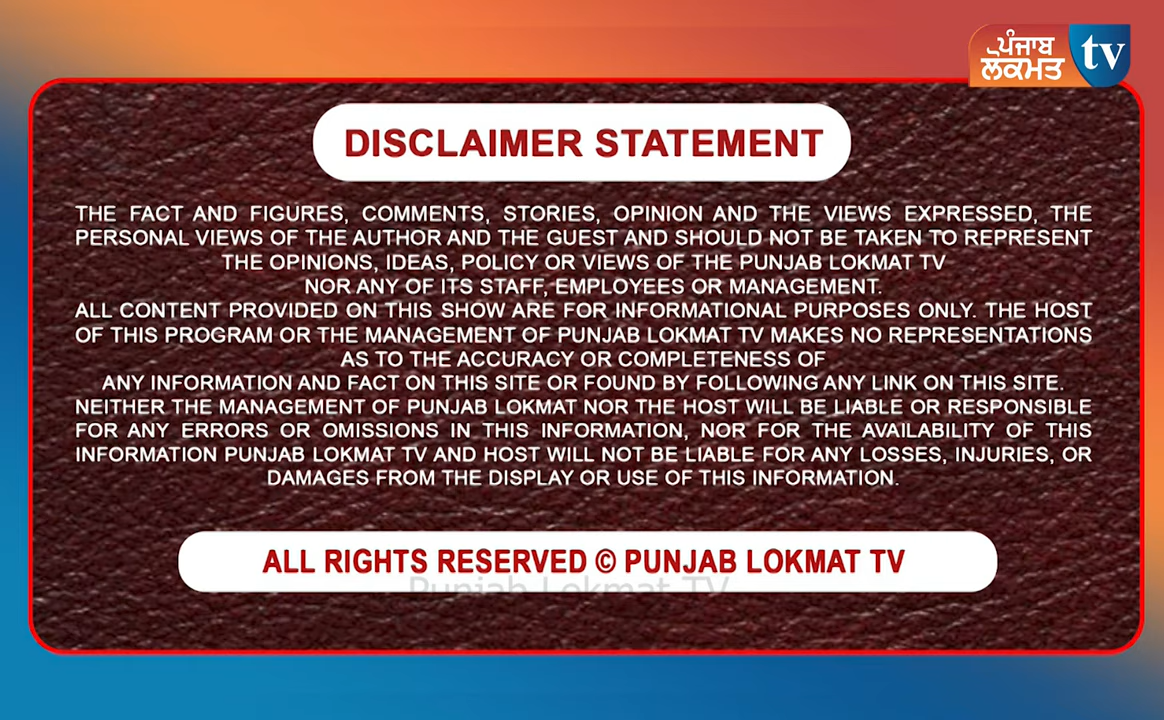 ਪੰਜਾਬ
ਲੋਕਮਤ
tv
DISCLAIMER STATEMENT
THE FACT AND FIGURES, COMMENTS, STORIES, OPINION AND THE VIEWS EXPRESSED, THE
PERSONAL VIEWS OF THE AUTHOR AND THE GUEST AND SHOULD NOT BE TAKEN TO REPRESENT
THE OPINIONS, IDEAS, POLICY OR VIEWS OF THE PUNJAB LOKMAT TV
NOR ANY OF ITS STAFF, EMPLOYEES OR MANAGEMENT.
ALL CONTENT PROVIDED ON THIS SHOW ARE FOR INFORMATIONAL PURPOSES ONLY. THE HOST
OF THIS PROGRAM OR THE MANAGEMENT OF PUNJAB LOKMAT TV MAKES NO REPRESENTATIONS
AS TO THE ACCURACY OR COMPLETENESS OF
ANY INFORMATION AND FACT ON THIS SITE OR FOUND BY FOLLOWING ANY LINK ON THIS SITE.
NEITHER THE MANAGEMENT OF PUNJAB LOKMAT NOR THE HOST WILL BE LIABLE OR RESPONSIBLE
FOR ANY ERRORS OR OMISSIONS IN THIS INFORMATION, NOR FOR THE AVAILABILITY OF THIS
INFORMATION PUNJAB LOKMAT TV AND HOST WILL NOT BE LIABLE FOR ANY LOSSES, INJURIES, OR
DAMAGES FROM THE DISPLAY OR USE OF THIS INFORMATION.
ALL RIGHTS RESERVED © PUNJAB LOKMAT TV
Punjab Lokmat TV